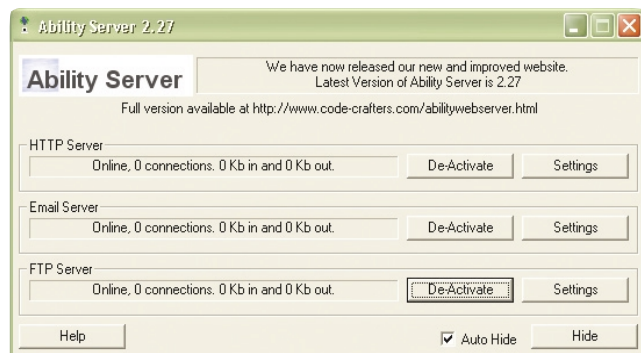 Ability Server 2.27
Ability Server
We have now released our new and improved website.
Latest Version of Ability Server is 2.27
Full version available at http://www.code-crafters.com/abilitywebserver.html
HTTP Server
Online, 0 connections. 0 Kb in and 0 Kb out.
De-Activate
Settings
Email Server
Online, 0 connections. 0 Kb in and 0 Kb out.
De-Activate
Settings
FTP Server
Online, 0 connections. 0 Kb in and 0 Kb out.
De-Activate
Settings
Help
Auto Hide
Hide